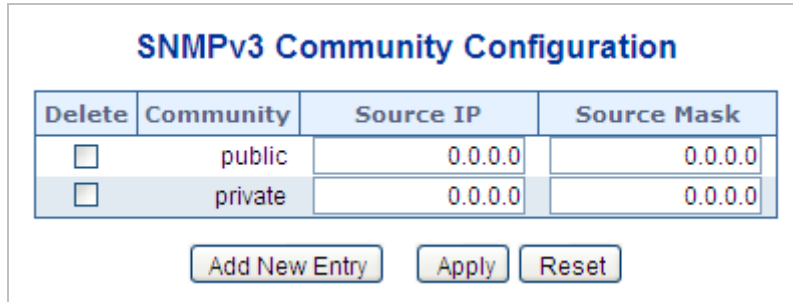 SNMPv3 Community Configuration
Delete Community Source IP Source Mask
public 0.0.0.0 0.0.0.0
private 0.0.0.0 0.0.0.0
Add New Entry Apply Reset